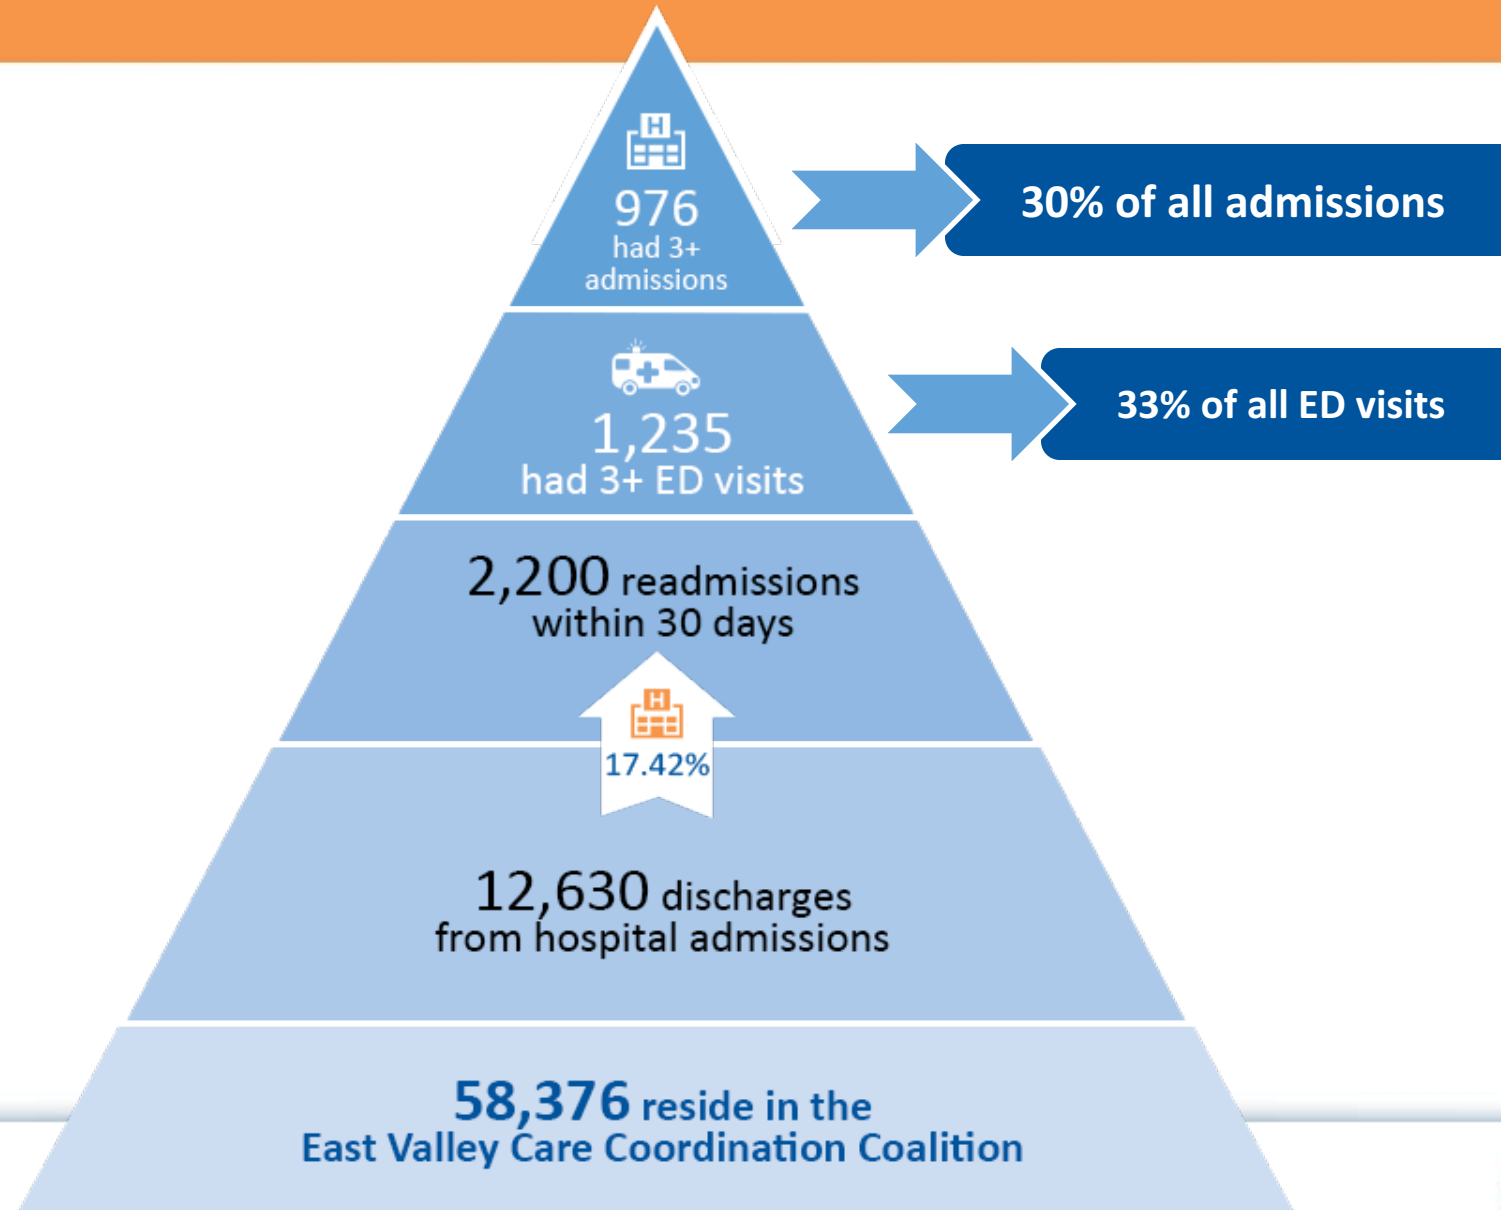 H
976
had 3+
admissions
30% of all admissions
1,235
had 3+ ED visits
33% of all ED visits
2,200 readmissions
within 30 days
H
17.42%
12,630 discharges
from hospital admissions
58,376 reside in the
East Valley Care Coordination Coalition